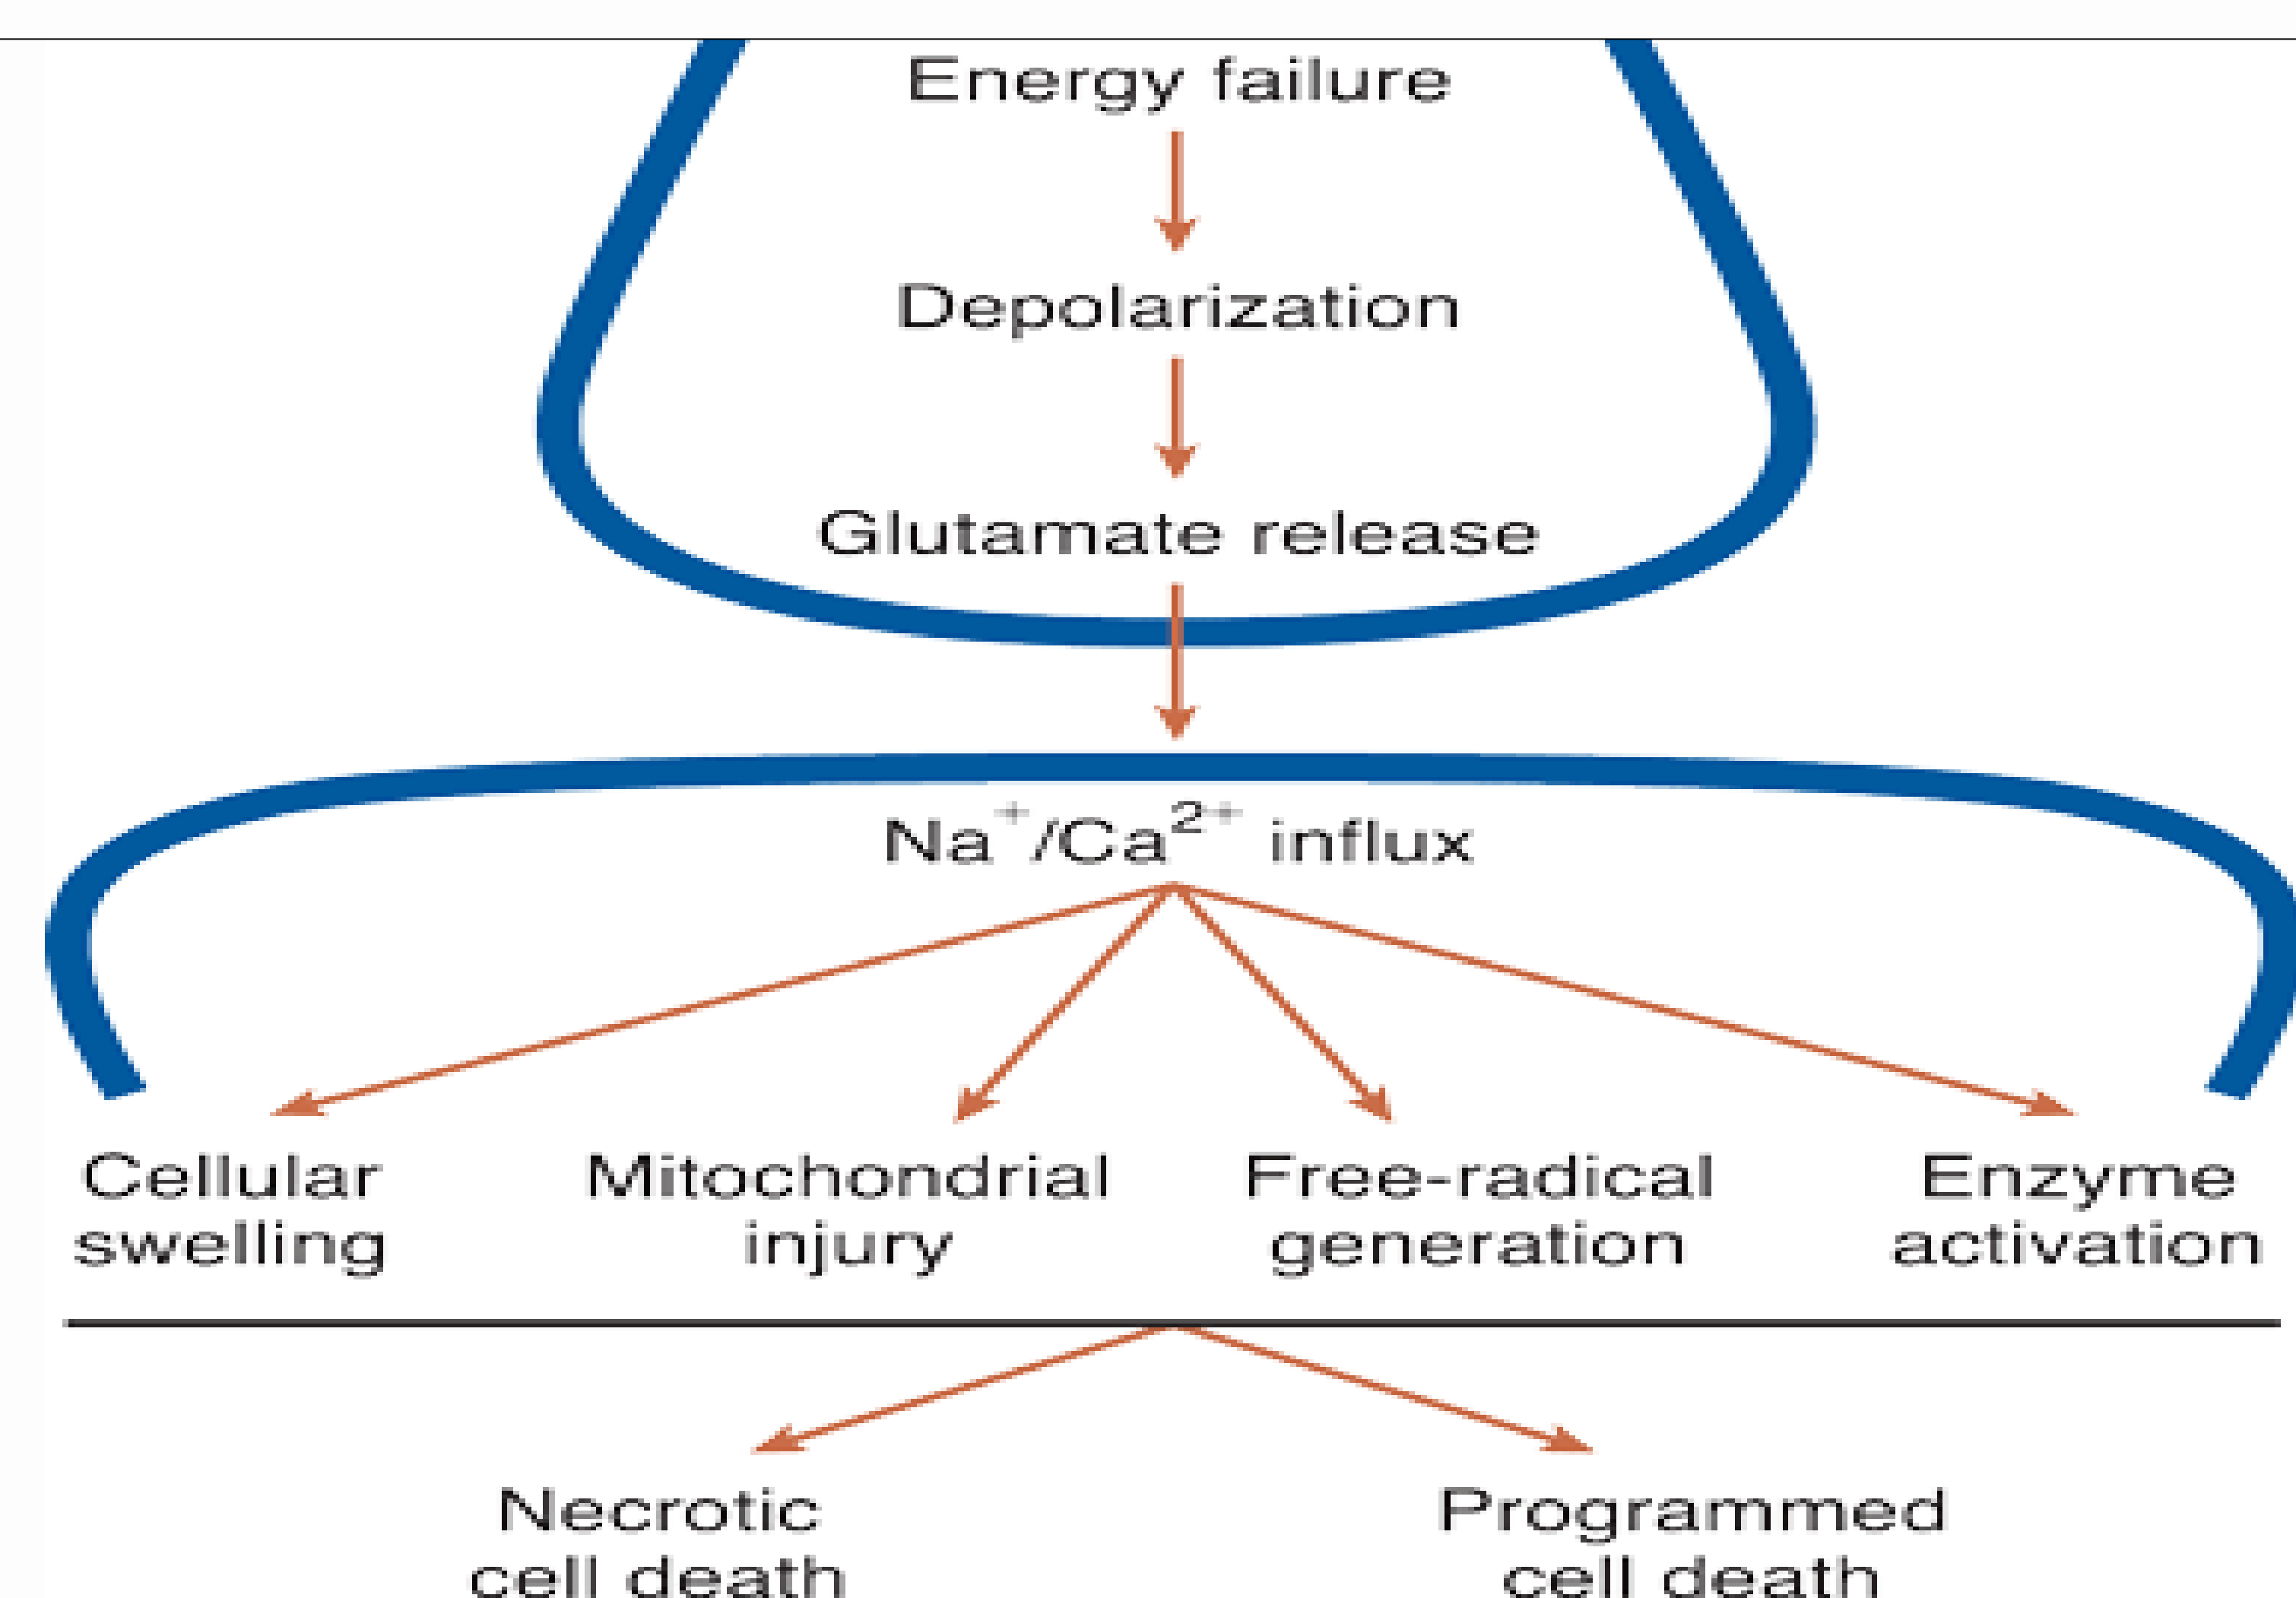 Energy failure
Depolarization
Glutamate release
Na⁺/Ca²⁺ influx
Cellular Mitochondrial Free-radical Enzyme
swelling injury generation activation
Necrotic Programmed
cell death cell death